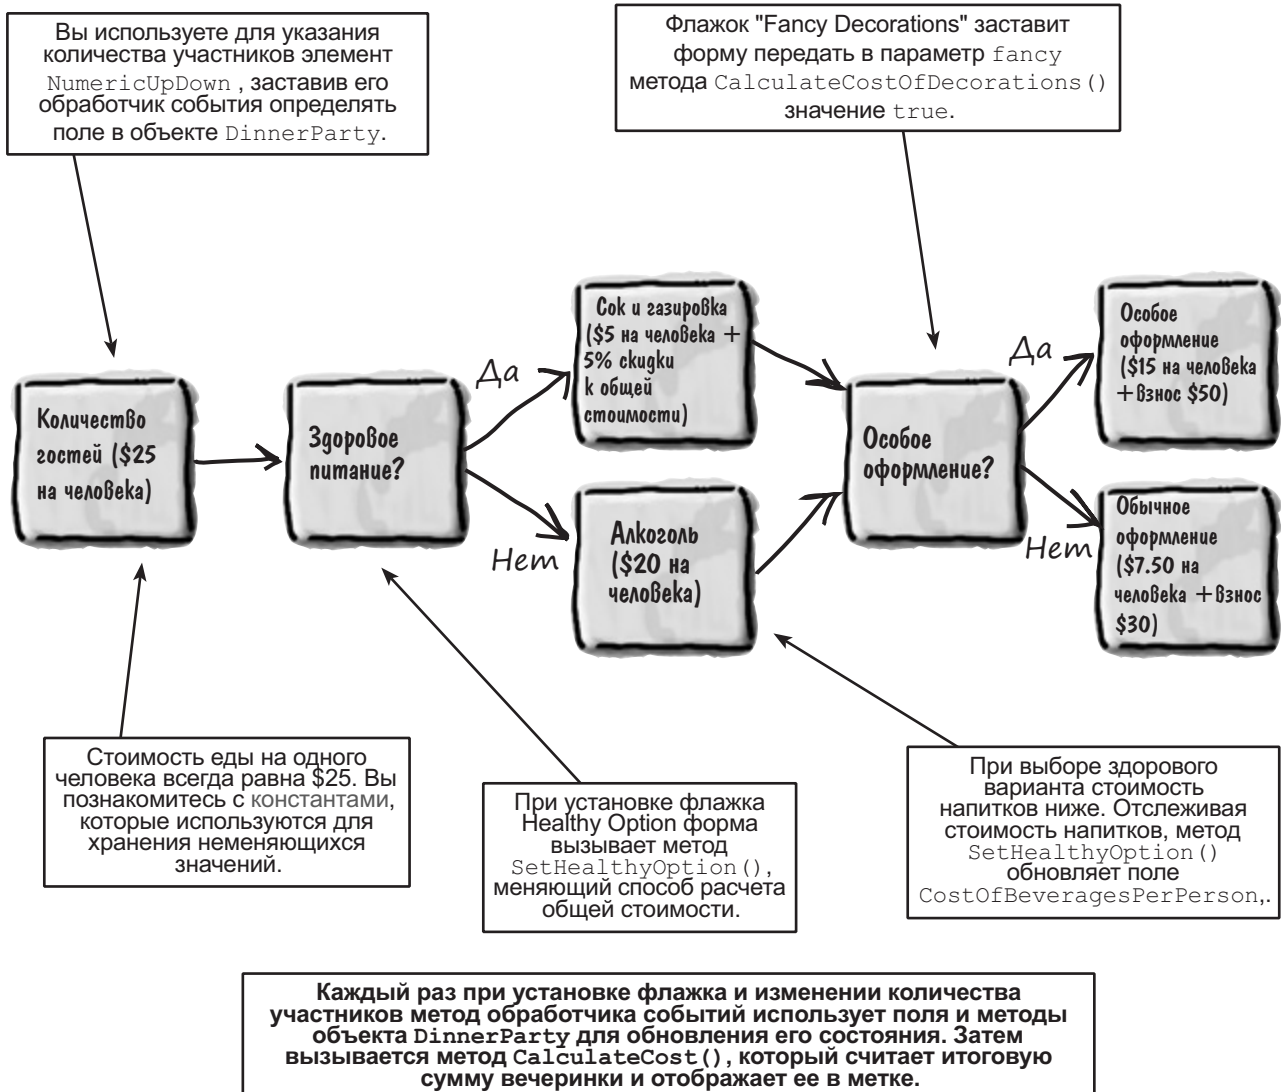 Вы используете для указания
количества участников элемент
NumericUpDown , заставив его
обработчик события определять
поле в объекте DinnerParty.
Флажок "Fancy Decorations" заставит
форму передать в параметр fancy
метода CalculateCostOfDecorations()
значение true.
Количество
гостей ($25
на человека)
Здоровое
питание?
Да
Нет
Сок и газировка
($5 на человека +
5% скидки
к общей
стоимости)
Алкоголь
($20 на
человека)
Особое
оформление?
Да
Нет
Особое
оформление
($15 на человека
+взнос $50)
Обычное
оформление
($7.50 на
человека +взнос
$30)
Стоимость еды на одного
человека всегда равна $25. Вы
познакомитесь с константами,
которые используются для
хранения неменяющихся
значений.
При установке флажка
Healthy Option форма
вызывает метод
SetHealthyOption(),
меняющий способ расчета
общей стоимости.
При выборе здорового
варианта стоимость
напитков ниже. Отслеживая
стоимость напитков, метод
SetHealthyOption()
обновляет поле
CostOfBeveragesPerPerson,.
Каждый раз при установке флажка и изменении количества
участников метод обработчика событий использует поля и методы
объекта DinnerParty для обновления его состояния. Затем
вызывается метод CalculateCost(), который считает итоговую
сумму вечеринки и отображает ее в метке.